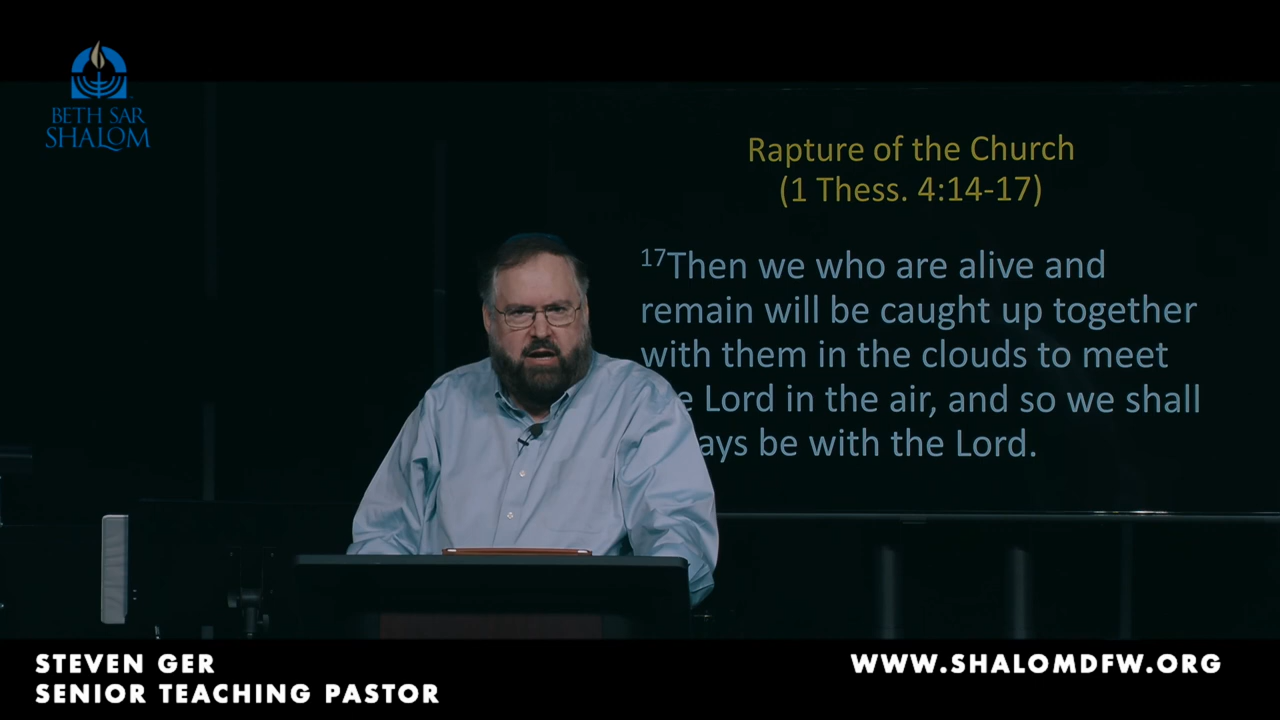 BETH SAR
SHALOM
Rapture of the Church
(1 Thess. 4:14-17)
17Then we who are alive and
remain will be caught up together
with them in the clouds to meet
e Lord in the air, and so we shall
ays be with the Lord.
STEVEN GER
SENIOR TEACHING PASTOR
WWW.SHALOMDFW.ORG